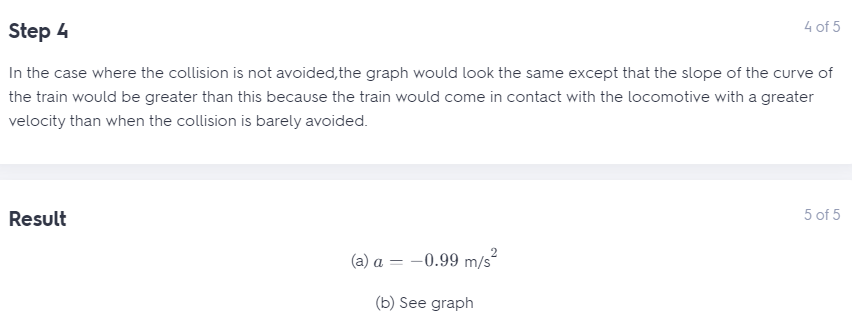 Step 4
4 of 5
In the case where the collision is not avoided,the graph would look the same except that the slope of the curve of
the train would be greater than this because the train would come in contact with the locomotive with a greater
velocity than when the collision is barely avoided.
Result
5 of 5
(a) a = −0.99 m/s²
(b) See graph